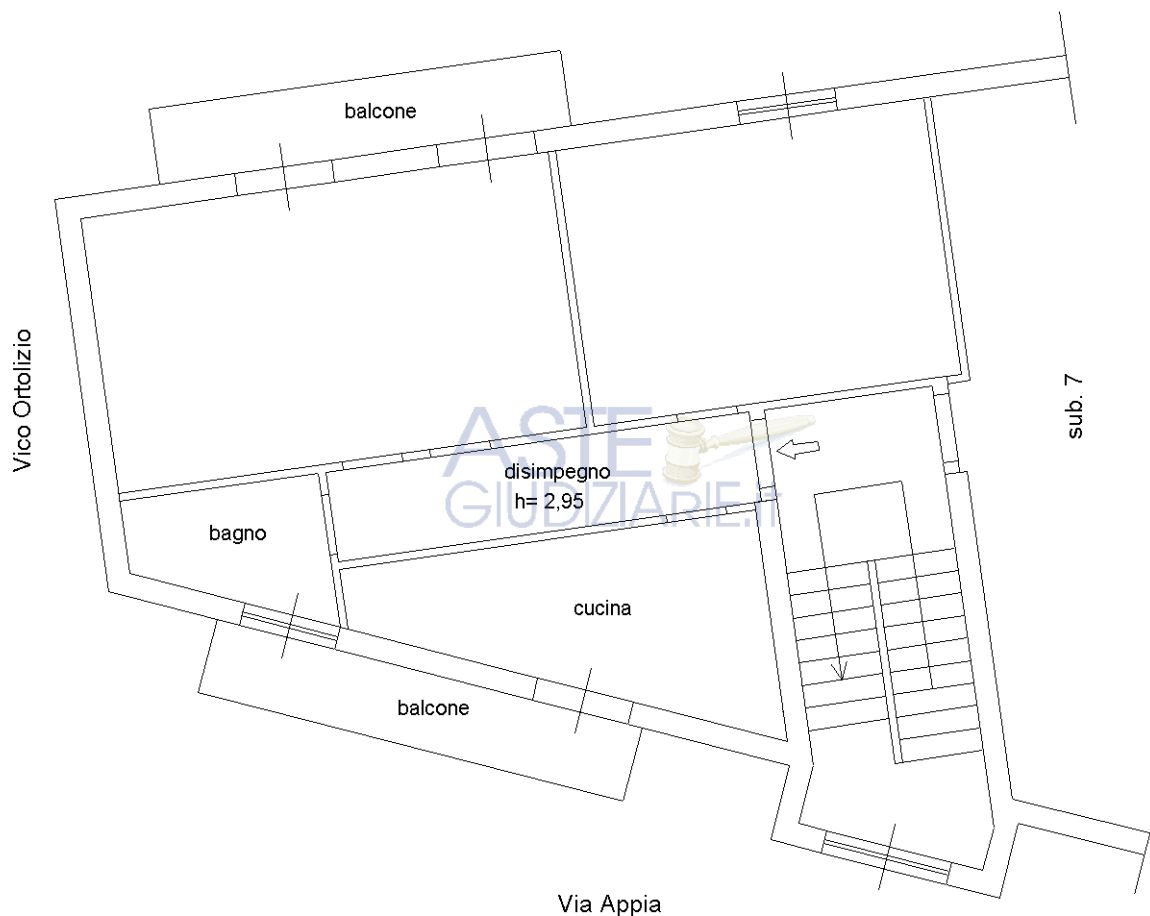 balcone
Vico Ortolizio
sub. 7
ASTE
GIUDIZIARIE.it
disimpegno
h= 2,95
bagno
cucina
balcone
Via Appia